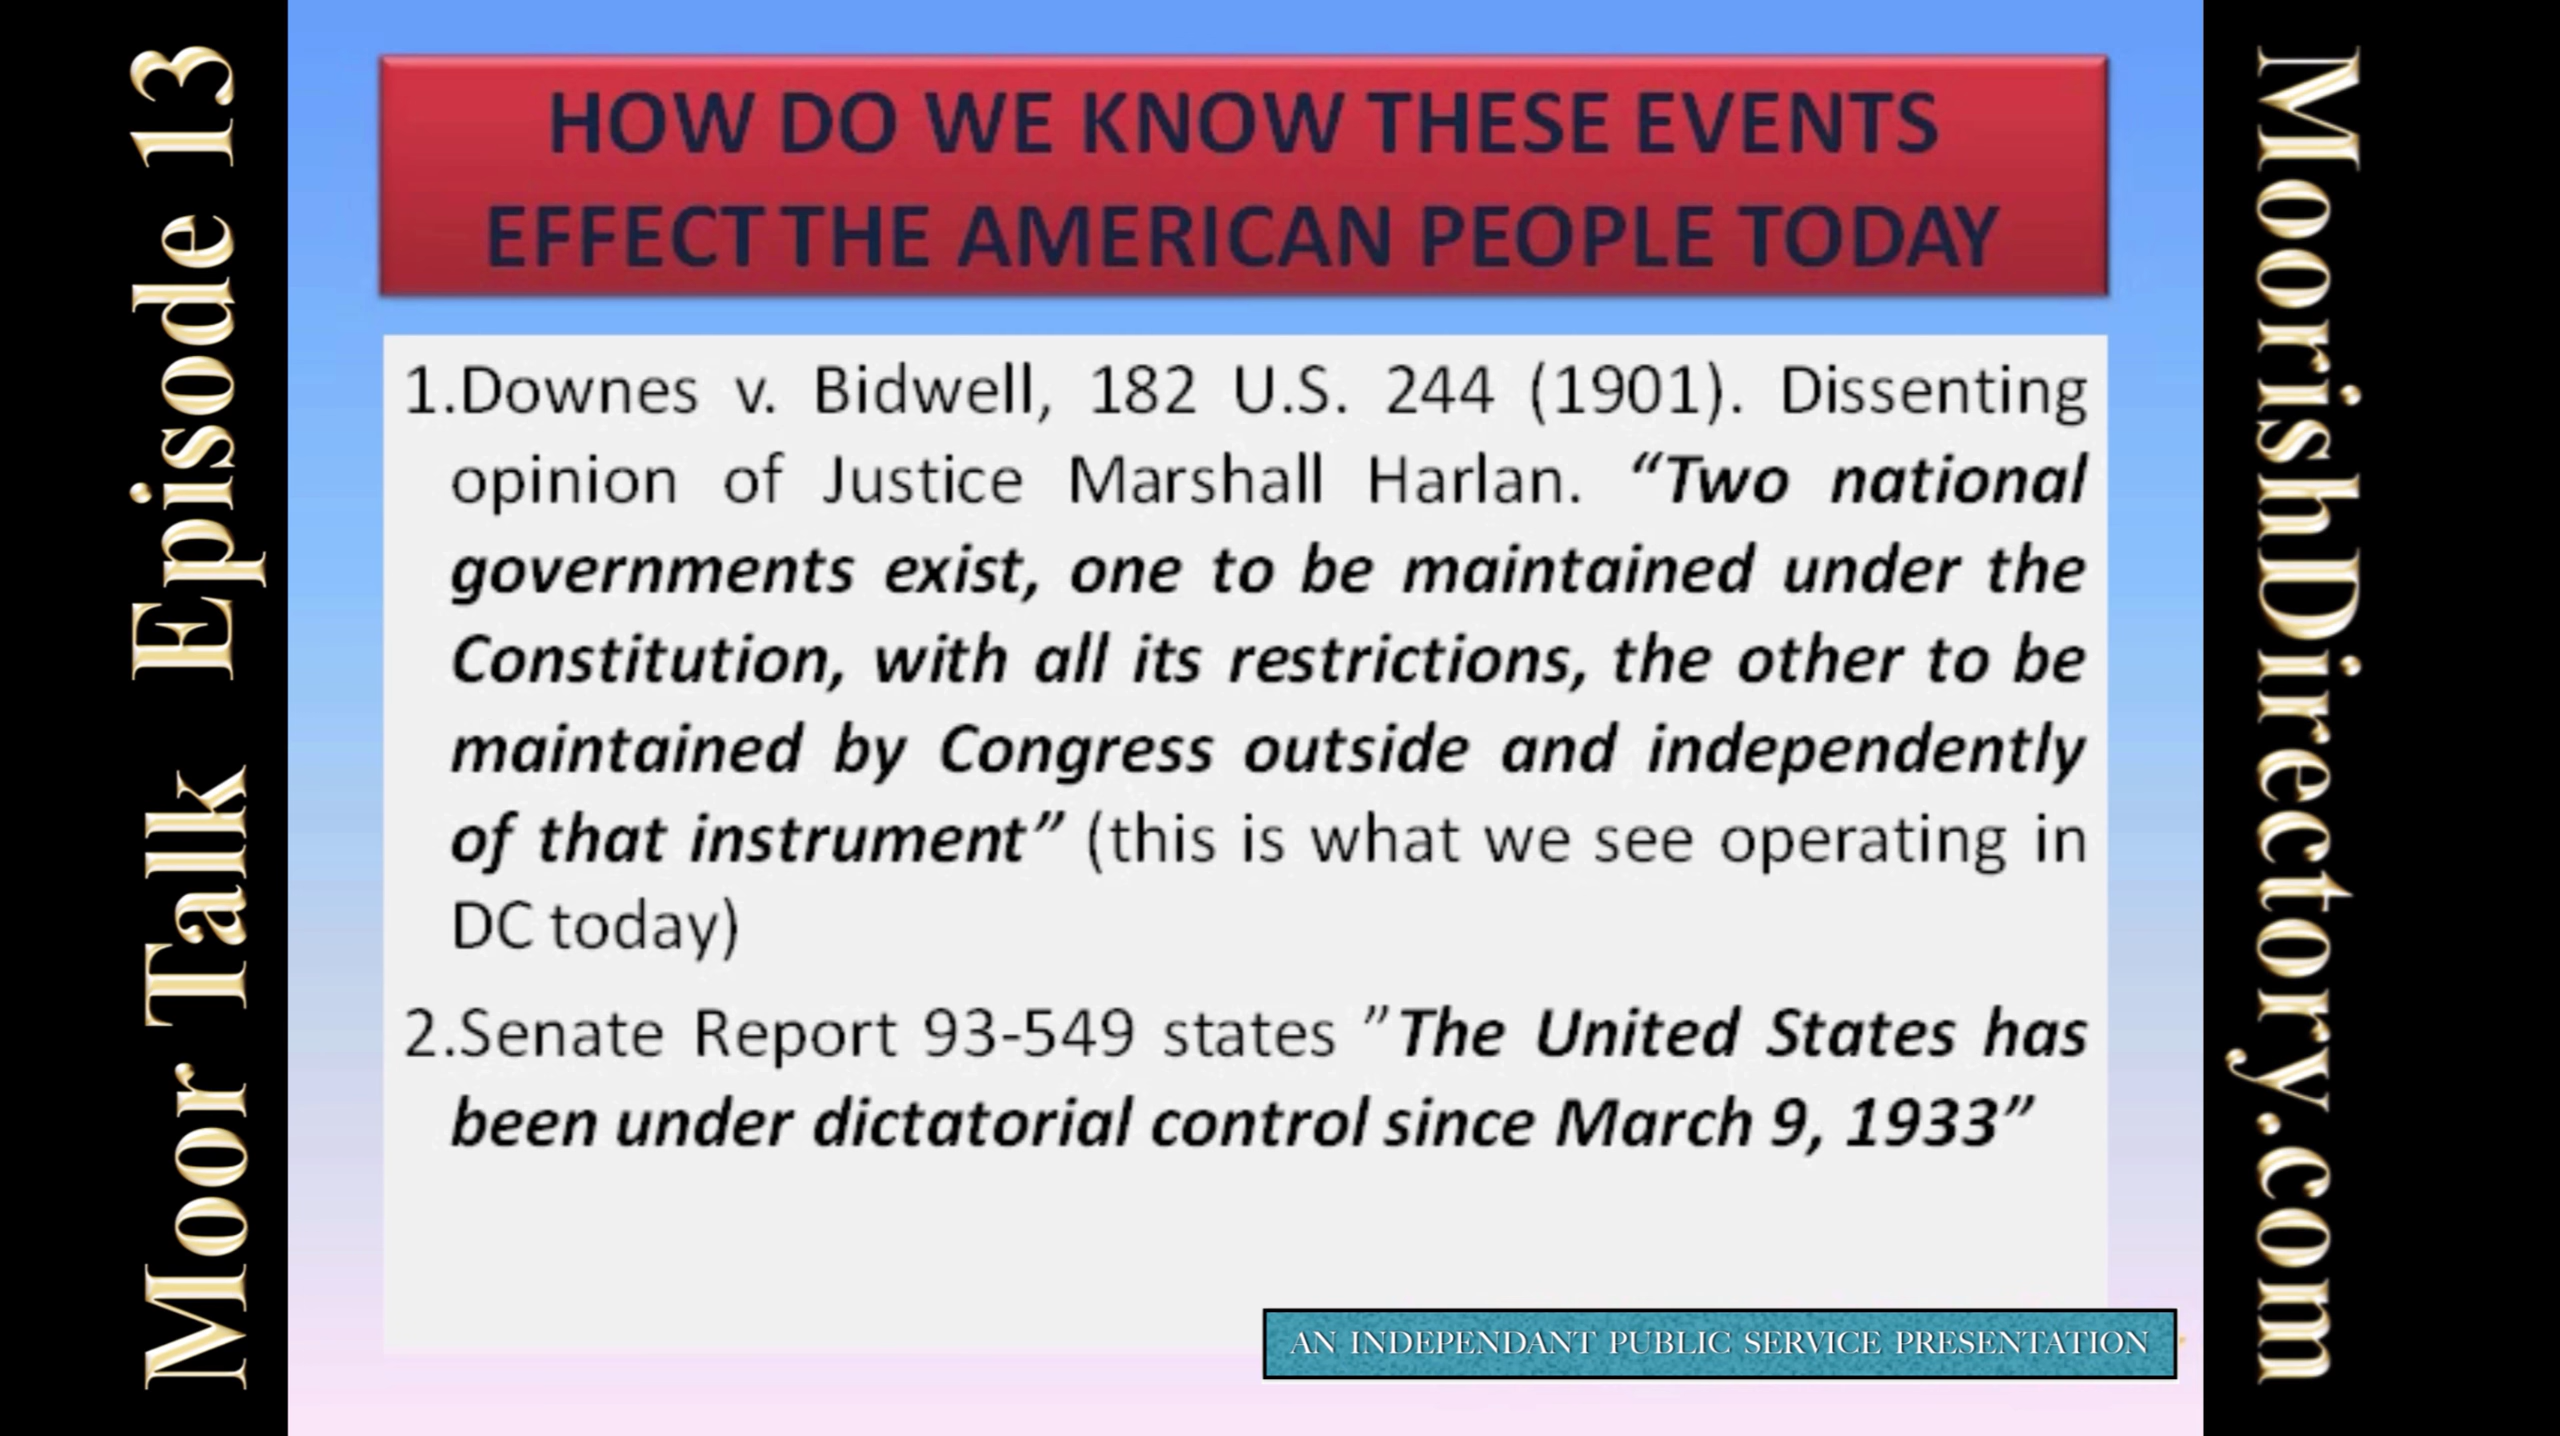 Moor Talk  Episode 13
HOW DO WE KNOW THESE EVENTS
EFFECT THE AMERICAN PEOPLE TODAY
1.Downes v. Bidwell, 182 U.S. 244 (1901). Dissenting
opinion of Justice Marshall Harlan. “Two national
governments exist, one to be maintained under the
Constitution, with all its restrictions, the other to be
maintained by Congress outside and independently
of that instrument” (this is what we see operating in
DC today)
2.Senate Report 93-549 states ”The United States has
been under dictatorial control since March 9, 1933”
AN INDEPENDANT PUBLIC SERVICE PRESENTATION
MoorishDirectory.com